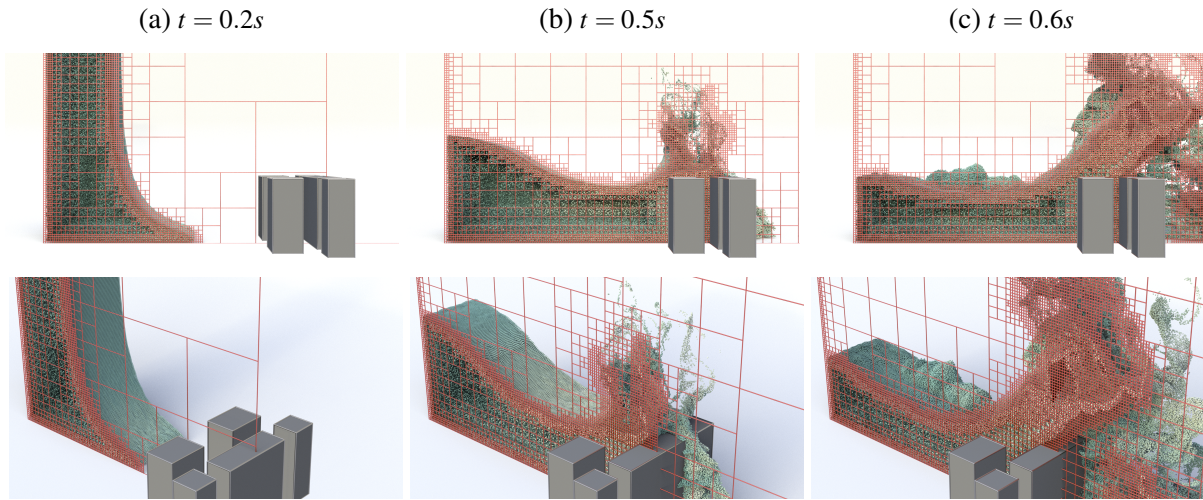 (a) t = 0.2s
(b) t = 0.5s
(c) t = 0.6s